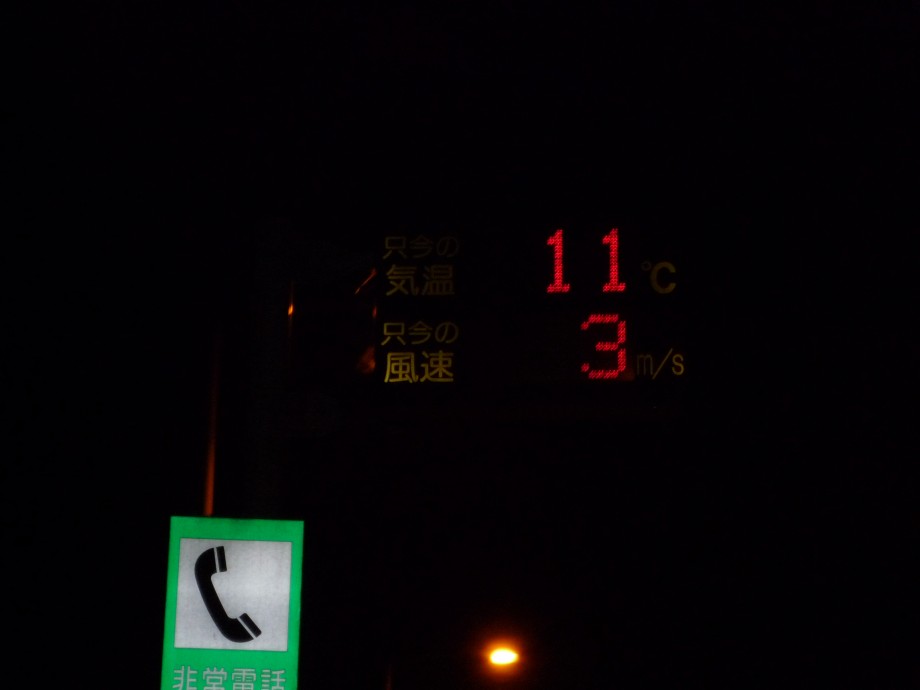 只今の
気温 11 ℃
只今の
風速 3 m/s
非常電話